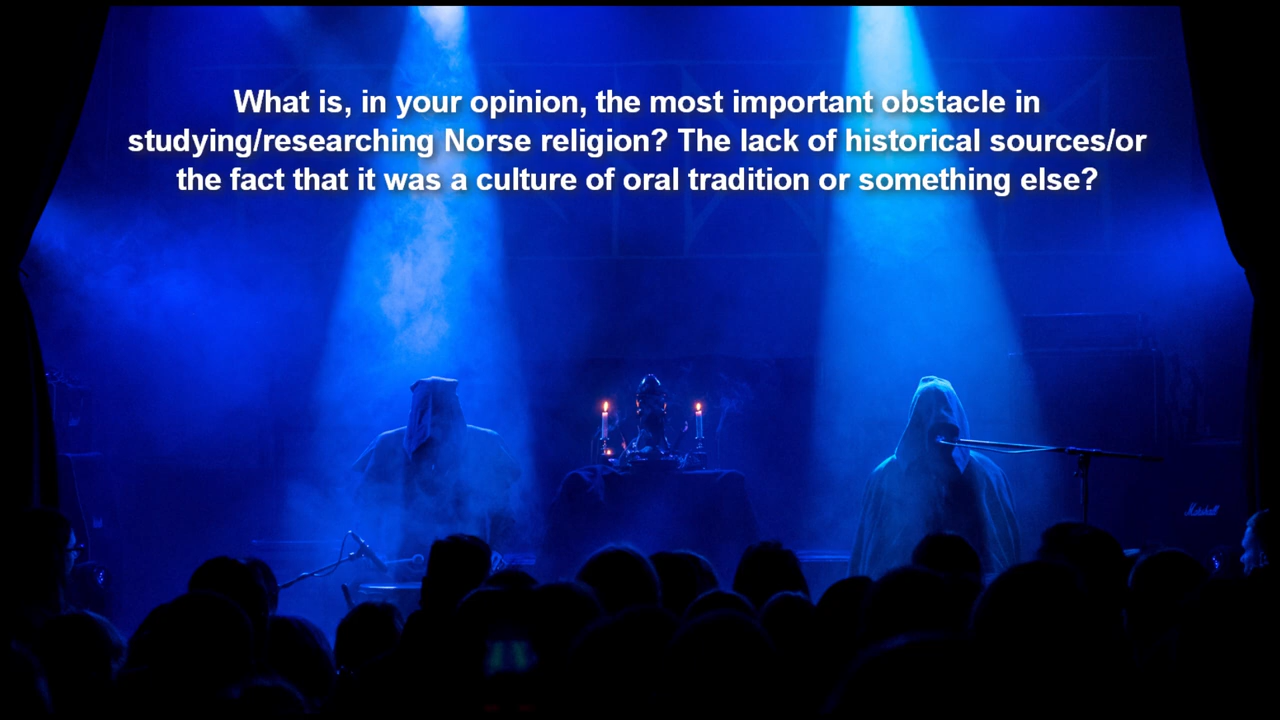 What is, in your opinion, the most important obstacle in
studying/researching Norse religion? The lack of historical sources/or
the fact that it was a culture of oral tradition or something else?
Marshall